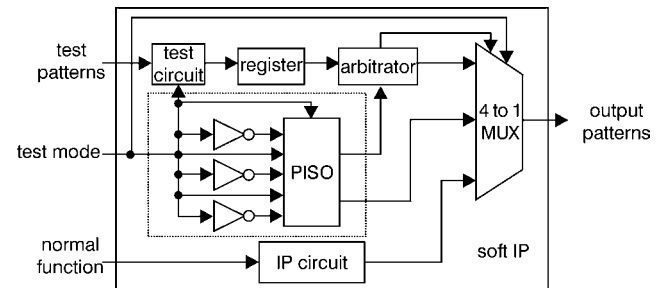 test
patterns
test
circuit
register
arbitrator
4 to 1
MUX
output
patterns
test mode
PISO
normal
function
IP circuit
soft IP